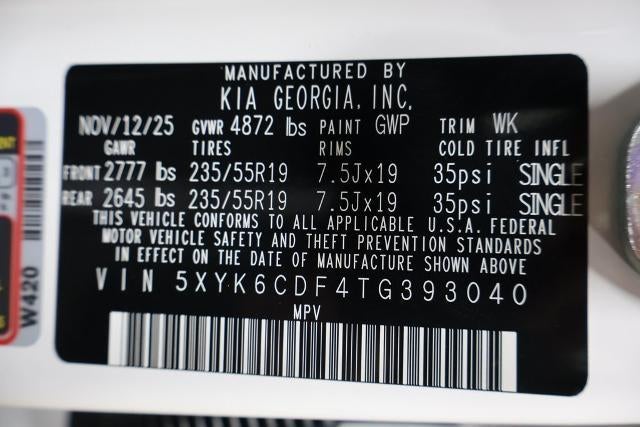 MANUFACTURED BY
KIA GEORGIA, INC.
NOV/12/25 GVWR 4872 lbs PAINT GWP TRIM WK
GAWR TIRES RIMS COLD TIRE INFL
FRONT 2777 lbs 235/55R19 7.5Jx19 35psi SINGLE
REAR 2645 lbs 235/55R19 7.5Jx19 35psi SINGLE
THIS VEHICLE CONFORMS TO ALL APPLICABLE U.S.A. FEDERAL
MOTOR VEHICLE SAFETY AND THEFT PREVENTION STANDARDS
IN EFFECT ON THE DATE OF MANUFACTURE SHOWN ABOVE
VIN 5XYK6CDF4TG393040
MPV
W420